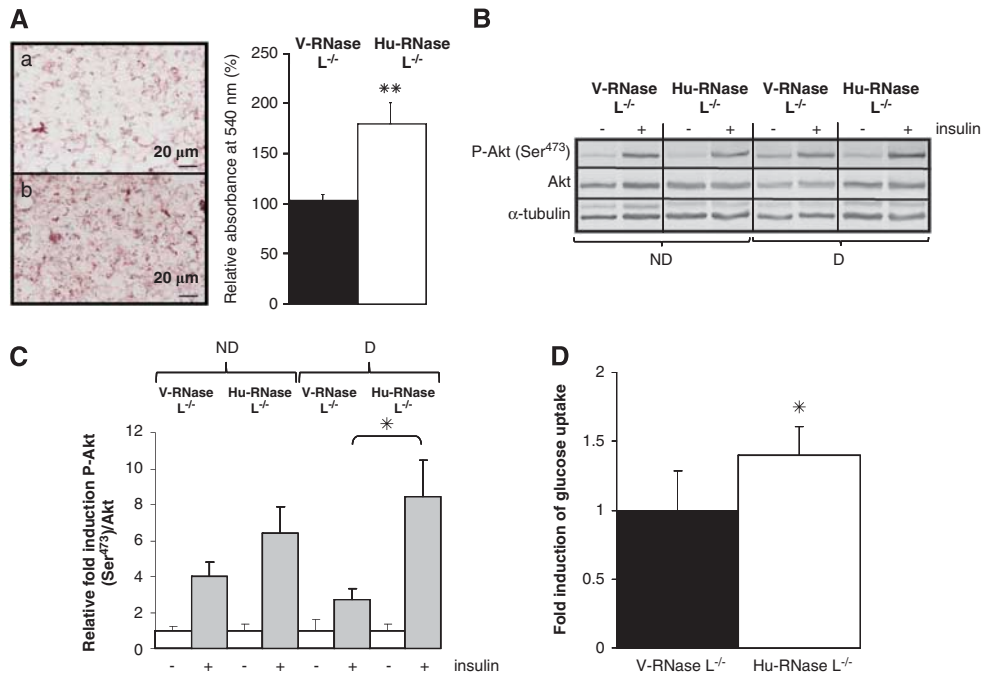 A
a
20 μm
b
20 μm
V-RNase Hu-RNase
L-/- L-/-
**
Relative absorbance at 540 nm (%)
250
200
150
100
50
0
B
V-RNase Hu-RNase V-RNase Hu-RNase
L-/- L-/- L-/- L-/-
- + - + - + - + insulin
P-Akt (Ser473)
Akt
α-tubulin
ND D
C
ND D
V-RNase Hu-RNase V-RNase Hu-RNase
L-/- L-/- L-/- L-/-
*
Relative fold induction P-Akt
(Ser473)/Akt
12
10
8
6
4
2
0
- + - + - + - + insulin
D
Fold induction of glucose uptake
2
1.5
1
0.5
0
*
V-RNase L-/- Hu-RNase L-/-